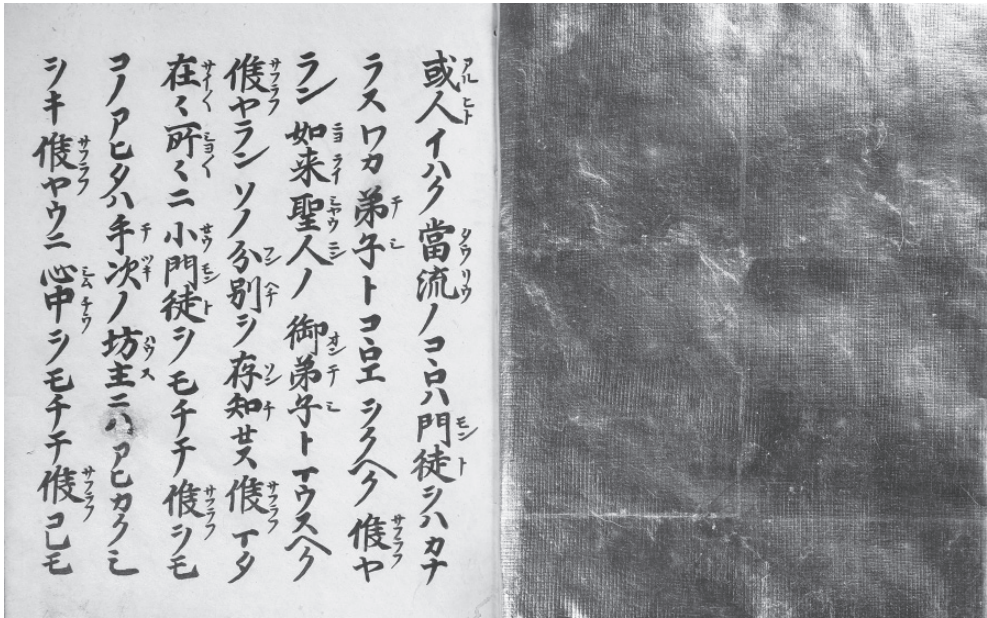 或人イハク當流ノコヽロハ門徒ヲハカナ
ラスワカ弟子トコヽロエヲクヘク候ヤ
ラン如来聖人ノ御弟子トマウスヘク
候ヤランソノ分別ヲ存知セス候マタ
在々所々ニ小門徒ヲモチテ候ヲモ
コノアヒタハ手次ノ坊主ニハアヒカクシ
ヲキ候ヤウニ心中ヲモチテ候コレモ